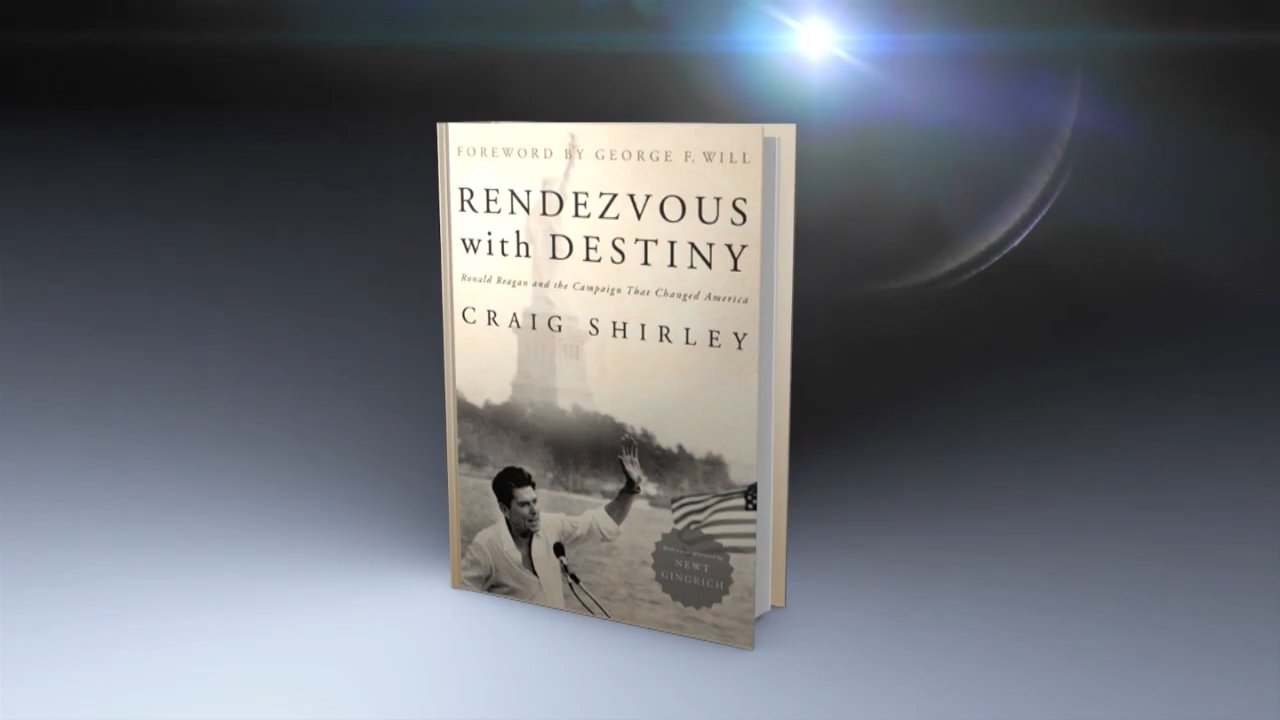 FOREWORD BY GEORGE F. WILL
RENDEZVOUS
with DESTINY
Ronald Reagan and the Campaign That Changed America
CRAIG SHIRLEY
NEWT
GINGRICH